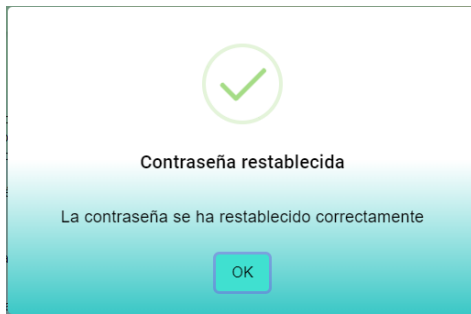 Contraseña restablecida
La contraseña se ha restablecido correctamente
OK